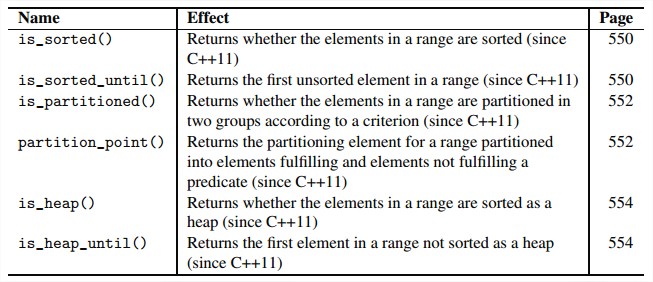 Name Effect Page
is_sorted() Returns whether the elements in a range are sorted (since 550
C++11)
is_sorted_until() Returns the first unsorted element in a range (since C++11) 550
is_partitioned() Returns whether the elements in a range are partitioned in 552
two groups according to a criterion (since C++11)
partition_point() Returns the partitioning element for a range partitioned 552
into elements fulfilling and elements not fulfilling a
predicate (since C++11)
is_heap() Returns whether the elements in a range are sorted as a 554
heap (since C++11)
is_heap_until() Returns the first element in a range not sorted as a heap 554
(since C++11)